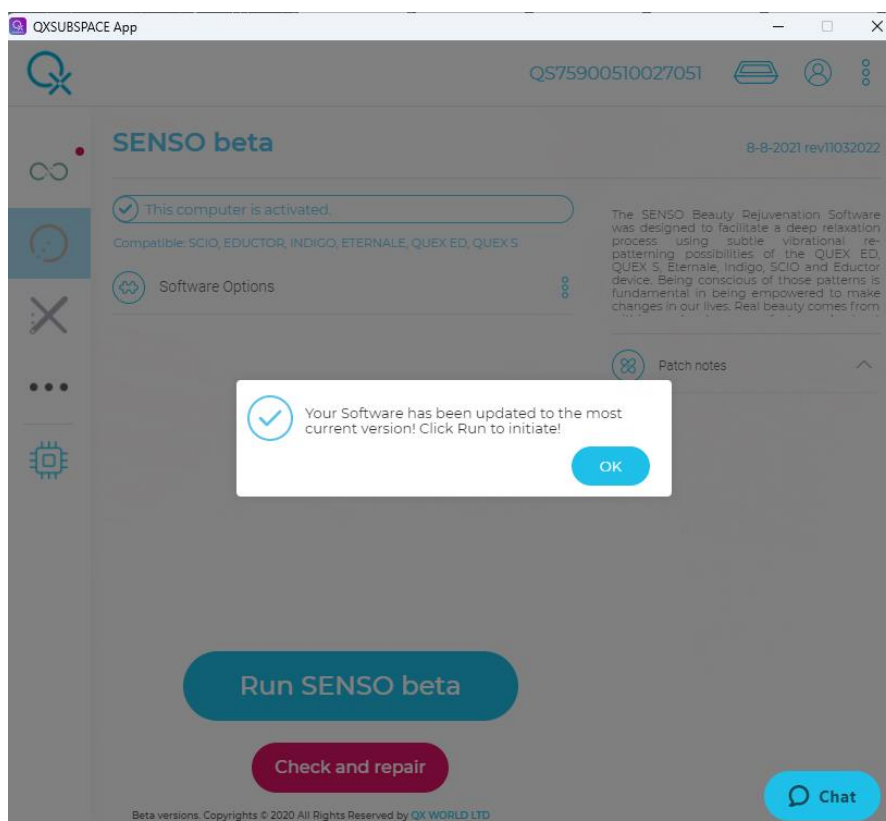 QXSUBSPACE App
QS75900510027051
SENSO beta
8-8-2021 rev11032022
This computer is activated.
Compatible: SCIO, EDUCTOR, INDIGO, ETERNALE, QUEX ED, QUEX S
Software Options
The SENSO Beauty Rejuvenation Software
was designed to facilitate a deep relaxation
process using subtle vibrational re-
patterning possibilities of the QUEX ED,
QUEX S, Eternale, Indigo, SCIO and Eductor
device. Being conscious of those patterns is
fundamental in being empowered to make
changes in our lives. Real beauty comes from
Patch notes
Your Software has been updated to the most
current version! Click Run to initiate!
OK
Run SENSO beta
Check and repair
Chat
Beta versions. Copyrights © 2020 All Rights Reserved by QX WORLD LTD